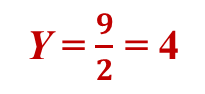 Y = 9/2 = 4